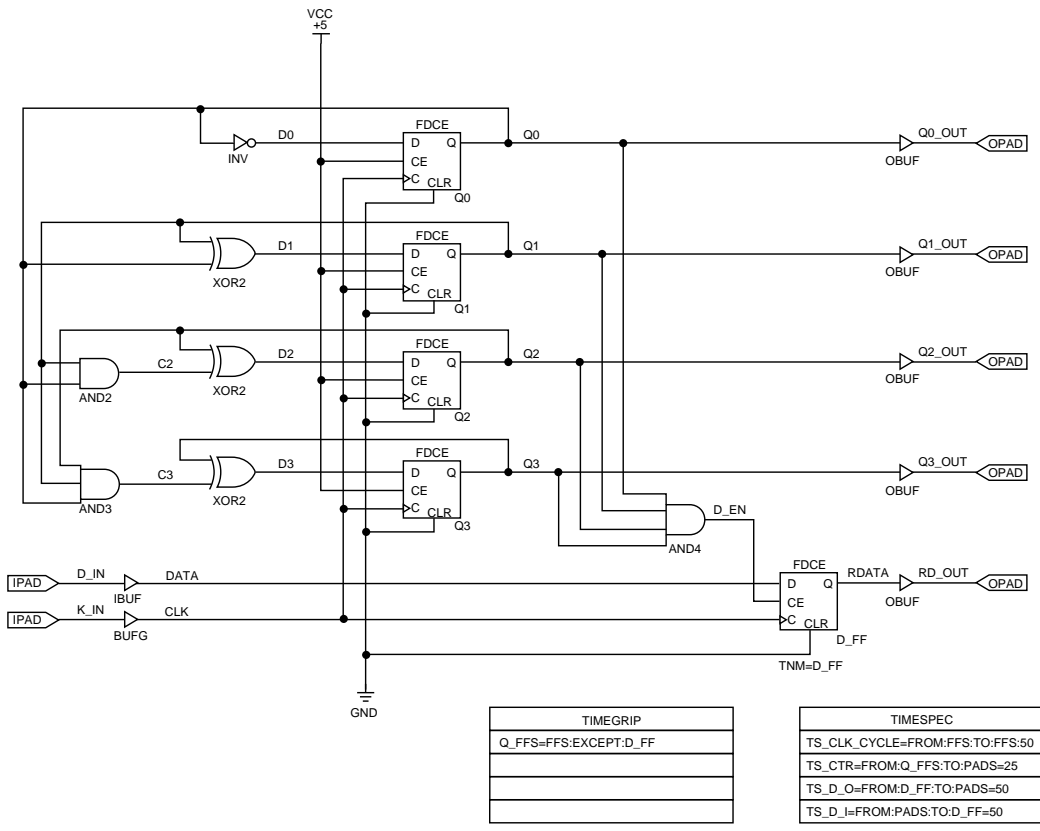 VCC
+5
FDCE
D0
D Q
Q0
Q0_OUT
OPAD
INV
CE
OBUF
C
CLR
Q0
FDCE
D1
D Q
Q1
Q1_OUT
OPAD
CE
XOR2
OBUF
C
CLR
Q1
FDCE
C2
D2
D Q
Q2
Q2_OUT
OPAD
CE
AND2
XOR2
OBUF
C
CLR
Q2
FDCE
C3
D3
D Q
Q3
Q3_OUT
OPAD
CE
XOR2
OBUF
AND3
C
CLR
Q3
D_EN
AND4
FDCE
IPAD
D_IN
DATA
D Q
RDATA
RD_OUT
OPAD
IBUF
CE
OBUF
IPAD
K_IN
CLK
C
CLR
BUFG
D_FF
TNM=D_FF
GND
TIMEGRIP
Q_FFS=FFS:EXCEPT:D_FF
TIMESPEC
TS_CLK_CYCLE=FROM:FFS:TO:FFS:50
TS_CTR=FROM:Q_FFS:TO:PADS=25
TS_D_O=FROM:D_FF:TO:PADS=50
TS_D_I=FROM:PADS:TO:D_FF=50